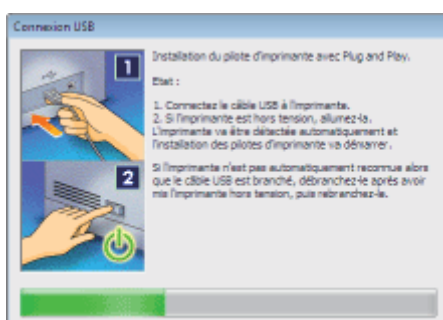 Connexion USB
1
Installation du pilote d'imprimante avec Plug and Play.
Etat :
1. Connectez le câble USB à l'imprimante.
2. Si l'imprimante est hors tension, allumez-la.
L'imprimante va être détectée automatiquement et
l'installation des pilotes d'imprimante va démarrer.
2
Si l'imprimante n'est pas automatiquement reconnue alors
que le câble USB est branché, débranchez-le après avoir
mis l'imprimante hors tension, puis rebranchez-le.